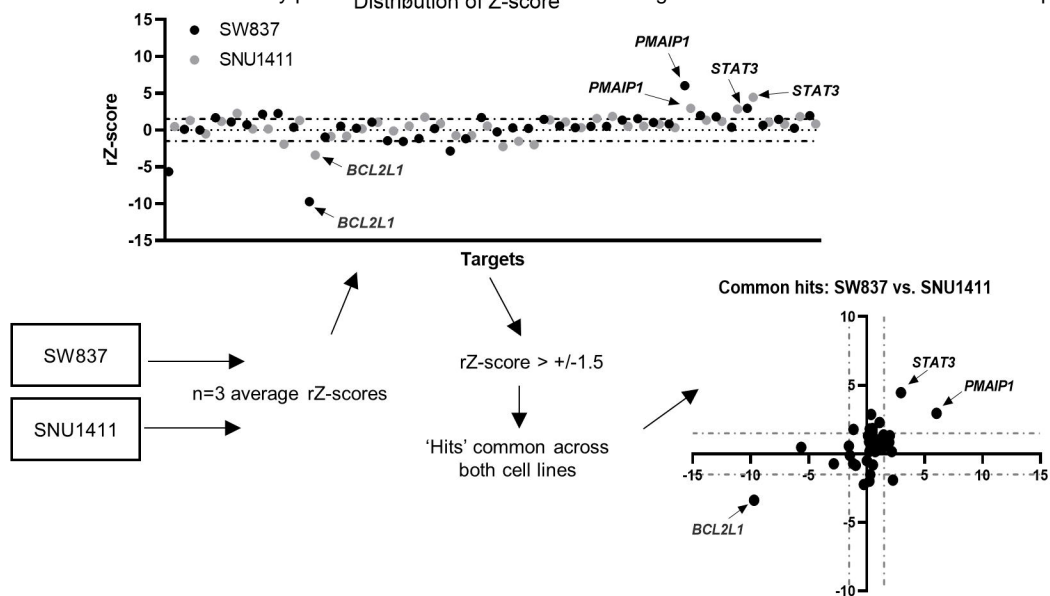 Distribution of Z-score
15
SW837
SNU1411
10
5
0
-5
-10
-15
rZ-score
PMAIP1
PMAIP1
STAT3
STAT3
BCL2L1
BCL2L1
Targets
Common hits: SW837 vs. SNU1411
SW837
SNU1411
n=3 average rZ-scores
rZ-score > +/-1.5
‘Hits’ common across
both cell lines
10
5
-5
-10
-15
-10
-5
5
10
15
STAT3
PMAIP1
BCL2L1